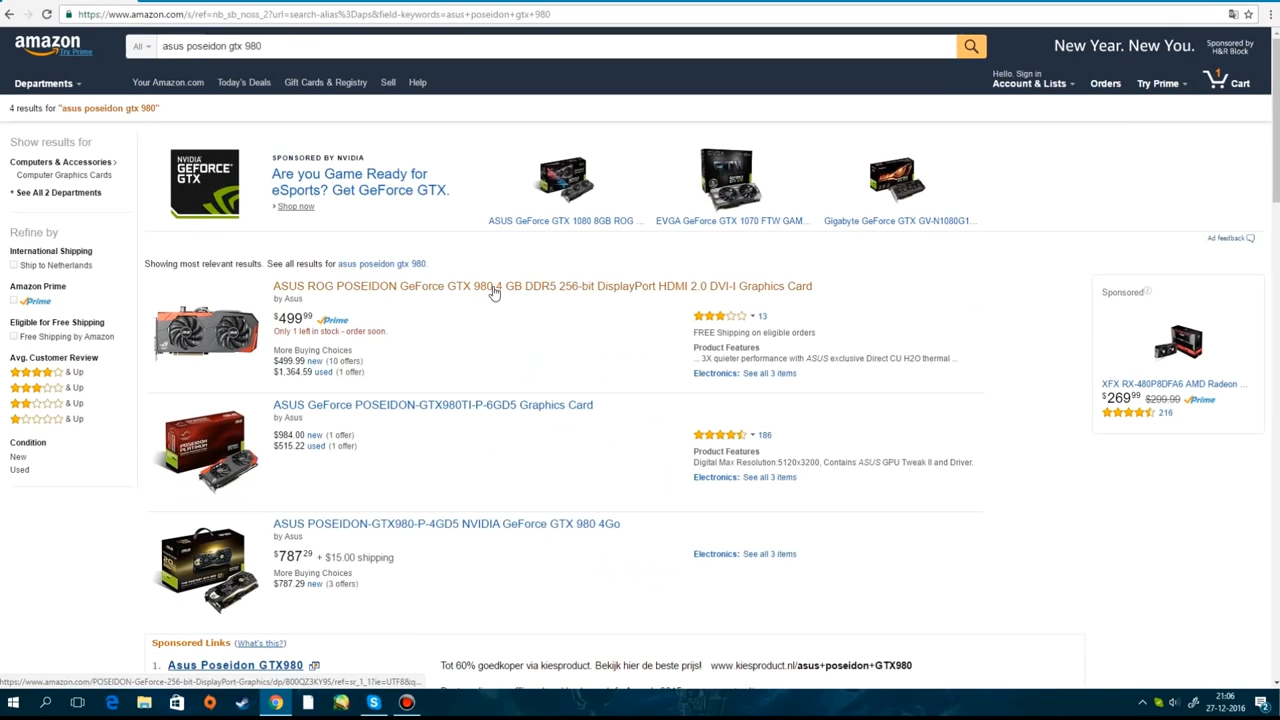 https://www.amazon.com/s/ref=nb_sb_noss_2?url=search-alias%3Daps&field-keywords=asus+poseidon+gtx+980
amazon
Try Prime
All
asus poseidon gtx 980
New Year. New You.
Sponsored by
H&R Block
Departments
Your Amazon.com
Today's Deals
Gift Cards & Registry
Sell
Help
Hello. Sign in
Account & Lists
Orders
Try Prime
1
Cart
4 results for "asus poseidon gtx 980"
Show results for
Computers & Accessories
Computer Graphics Cards
+ See All 2 Departments
Refine by
International Shipping
Ship to Netherlands
Amazon Prime
Prime
Eligible for Free Shipping
Free Shipping by Amazon
Avg. Customer Review
& Up
& Up
& Up
& Up
Condition
New
Used
NVIDIA
GEFORCE
GTX
SPONSORED BY NVIDIA
Are you Game Ready for
eSports? Get GeForce GTX.
Shop now
ASUS GeForce GTX 1080 8GB ROG ...
EVGA GeForce GTX 1070 FTW GAM...
Gigabyte GeForce GTX GV-N1080G1...
Ad feedback
Showing most relevant results. See all results for asus poseidon gtx 980.
ASUS ROG POSEIDON GeForce GTX 980 4 GB DDR5 256-bit DisplayPort HDMI 2.0 DVI-I Graphics Card
by Asus
$499.99 Prime
Only 1 left in stock - order soon.
More Buying Choices
$499.99 new (10 offers)
$1,364.59 used (1 offer)
13
FREE Shipping on eligible orders
Product Features
... 3X quieter performance with ASUS exclusive Direct CU H2O thermal ...
Electronics: See all 3 items
ASUS GeForce POSEIDON-GTX980TI-P-6GD5 Graphics Card
by Asus
$984.00 new (1 offer)
$515.22 used (1 offer)
186
Product Features
Digital Max Resolution:5120x3200, Contains ASUS GPU Tweak II and Driver.
Electronics: See all 3 items
ASUS POSEIDON-GTX980-P-4GD5 NVIDIA GeForce GTX 980 4Go
by Asus
$787.29 + $15.00 shipping
More Buying Choices
$787.29 new (3 offers)
Electronics: See all 3 items
Sponsored
XFX RX-480P8DFA6 AMD Radeon ...
$269.99 $299.99 Prime
216
Sponsored Links (What's this?)
1. Asus Poseidon GTX980
Tot 60% goedkoper via kiesproduct. Bekijk hier de beste prijs! www.kiesproduct.nl/asus+poseidon+GTX980
https://www.amazon.com/POSEIDON-GeForce-256-bit-DisplayPort-Graphics/dp/B00QZ3KY9S/ref=sr_1_1?ie=UTF8&q...
21:06
27-12-2016
2